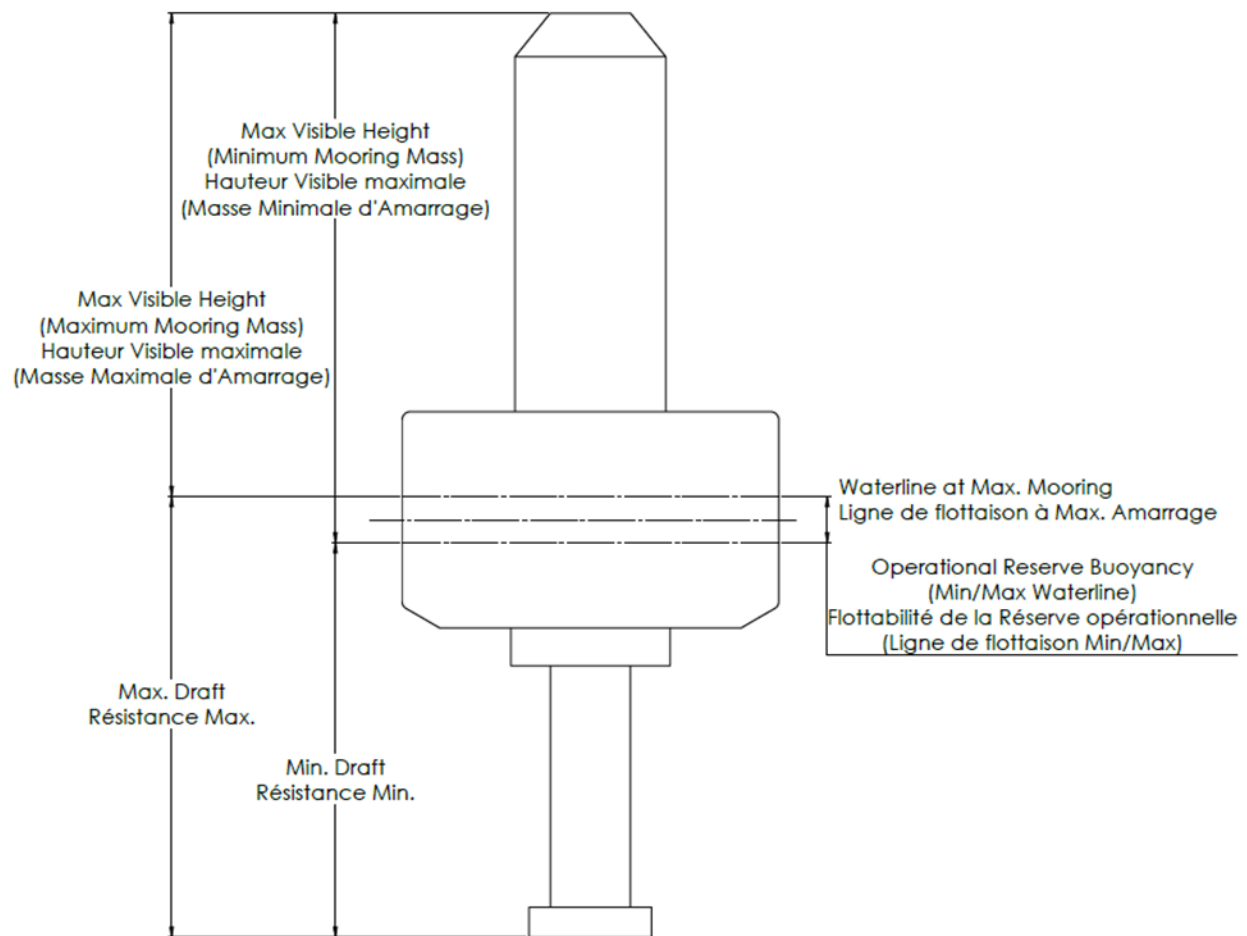 Max Visible Height
(Minimum Mooring Mass)
Hauteur Visible maximale
(Masse Minimale d'Amarrage)
Max Visible Height
(Maximum Mooring Mass)
Hauteur Visible maximale
(Masse Maximale d'Amarrage)
Waterline at Max. Mooring
Ligne de flottaison à Max. Amarrage
Operational Reserve Buoyancy
(Min/Max Waterline)
Flottabilité de la Réserve opérationnelle
(Ligne de flottaison Min/Max)
Max. Draft
Résistance Max.
Min. Draft
Résistance Min.